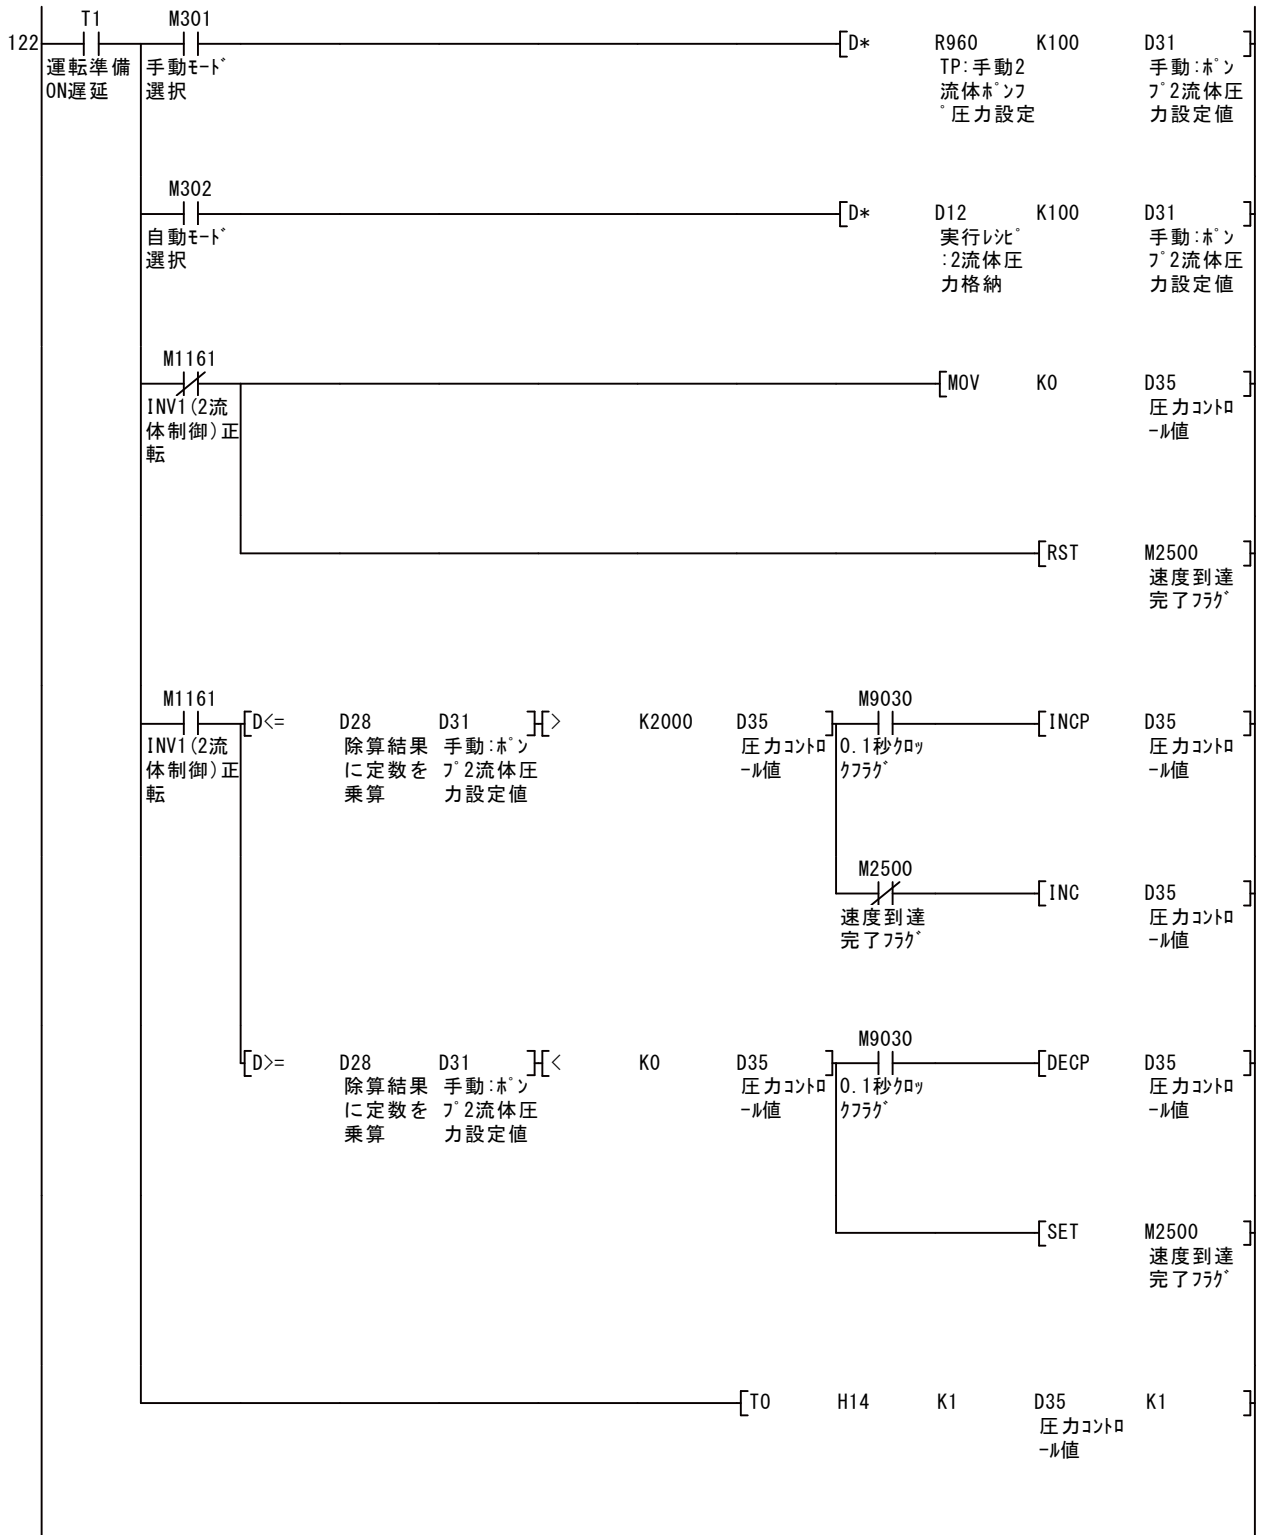 T1 M301
122 [D* R960 K100 D31 ]
運転準備 手動ﾓｰﾄﾞ TP:手動2 手動:ﾎﾟﾝ
ON遅延 選択 流体ﾎﾟﾝﾌ ﾌﾟ2流体圧
ﾟ圧力設定 力設定値
M302
[D* D12 K100 D31 ]
自動ﾓｰﾄﾞ 実行ﾚｼﾋﾟ 手動:ﾎﾟﾝ
選択 :2流体圧 ﾌﾟ2流体圧
力格納 力設定値
M1161
[MOV K0 D35 ]
INV1(2流 圧力ｺﾝﾄﾛ
体制御)正 ｰﾙ値
転
[RST M2500 ]
速度到達
完了ﾌﾗｸﾞ
M1161 M9030
[D<= D28 D31 ][> K2000 D35 ] [INCP D35 ]
INV1(2流 除算結果 手動:ﾎﾟﾝ 圧力ｺﾝﾄﾛ 0.1秒ｸﾛｯ 圧力ｺﾝﾄﾛ
体制御)正 に定数を ﾌﾟ2流体圧 ｰﾙ値 ｸﾌﾗｸﾞ ｰﾙ値
転 乗算 力設定値
M2500
[INC D35 ]
速度到達 圧力ｺﾝﾄﾛ
完了ﾌﾗｸﾞ ｰﾙ値
M9030
[D>= D28 D31 ][< K0 D35 ] [DECP D35 ]
除算結果 手動:ﾎﾟﾝ 圧力ｺﾝﾄﾛ 0.1秒ｸﾛｯ 圧力ｺﾝﾄﾛ
に定数を ﾌﾟ2流体圧 ｰﾙ値 ｸﾌﾗｸﾞ ｰﾙ値
乗算 力設定値
[SET M2500 ]
速度到達
完了ﾌﾗｸﾞ
[TO H14 K1 D35 K1 ]
圧力ｺﾝﾄﾛ
ｰﾙ値